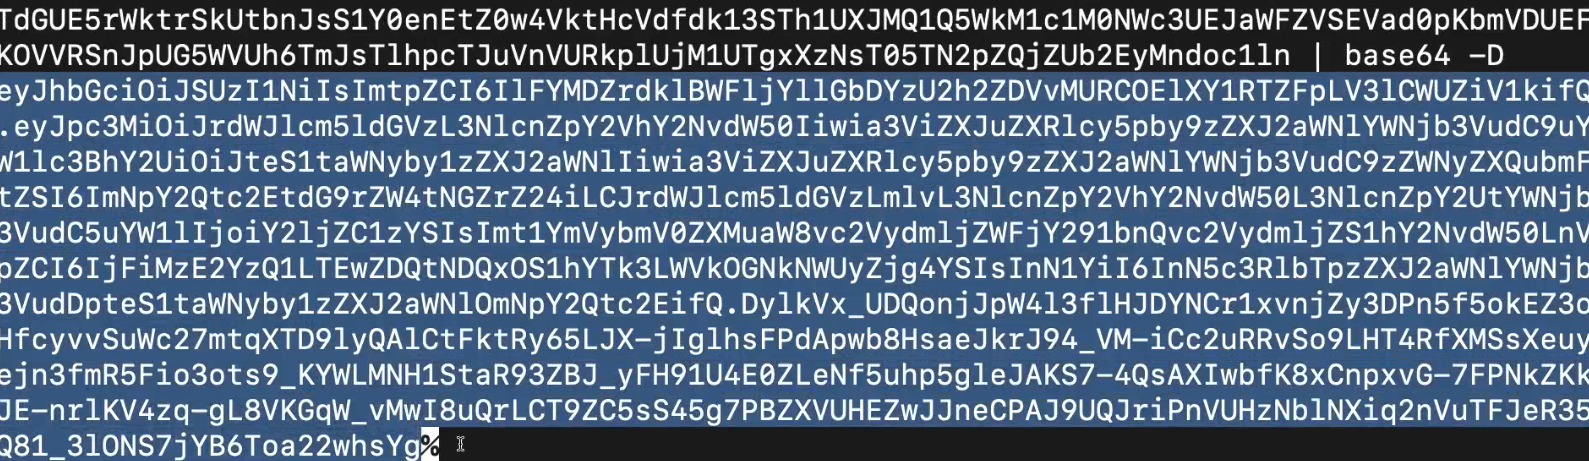 TdGUE5rWktrSkUtbnJsS1Y0enEtZ0w4VktHcVdfdk13STh1UXJMQ1Q5WkM1c1M0NWc3UEJaWFZVSEVad0pKbmVDUEF
KOVVRSnJpUG5WVUh6TmJsTlhpcTJuVnVURkplUjM1UTgxXzNsT05TN2pZQjZUb2EyMndoc1ln | base64 -D
eyJhbGciOiJSUzI1NiIsImtpZCI6IlFYMDZrdklBWFljYllGbDYzU2h2ZDVvMURCOElXY1RTZFpLV3lCWUZiV1kifQ
.eyJpc3MiOiJrdWJlcm5ldGVzL3NlcnZpY2VhY2NvdW50Iiwia3ViZXJuZXRlcy5pby9zZXJ2aWNlYWNjb3VudC9uY
W1lc3BhY2UiOiJteS1taWNyby1zZXJ2aWNlIiwia3ViZXJuZXRlcy5pby9zZXJ2aWNlYWNjb3VudC9zZWNyZXQubmF
tZSI6ImNpY2Qtc2EtdG9rZW4tNGZrZ24iLCJrdWJlcm5ldGVzLmlvL3NlcnZpY2VhY2NvdW50L3NlcnZpY2UtYWNjb
3VudC5uYW1lIjoiY2ljZC1zYSIsImt1YmVybmV0ZXMuaW8vc2VydmljZWFjY291bnQvc2VydmljZS1hY2NvdW50LnV
pZCI6IjFiMzE2YzQ1LTEwZDQtNDQxOS1hYTk3LWVkOGNkNWUyZjg4YSIsInN1YiI6InN5c3RlbTpzZXJ2aWNlYWNjb
3VudDpteS1taWNyby1zZXJ2aWNlOmNpY2Qtc2EifQ.DylkVx_UDQonjJpW4l3flHJDYNCr1xvnjZy3DPn5f5okEZ3c
HfcyvvSuWc27mtqXTD9lyQAlCtFktRy65LJX-jIglhsFPdApwb8HsaeJkrJ94_VM-iCc2uRRvSo9LHT4RfXMSsXeuy
ejn3fmR5Fio3ots9_KYWLMNH1StaR93ZBJ_yFH91U4E0ZLeNf5uhp5gleJAKS7-4QsAXIwbfK8xCnpxvG-7FPNkZKk
JE-nrlKV4zq-gL8VKGqW_vMwI8uQrLCT9ZC5sS45g7PBZXVUHEZwJJneCPAJ9UQJriPnVUHzNblNXiq2nVuTFJeR35
Q81_3lONS7jYB6Toa22whsYg%